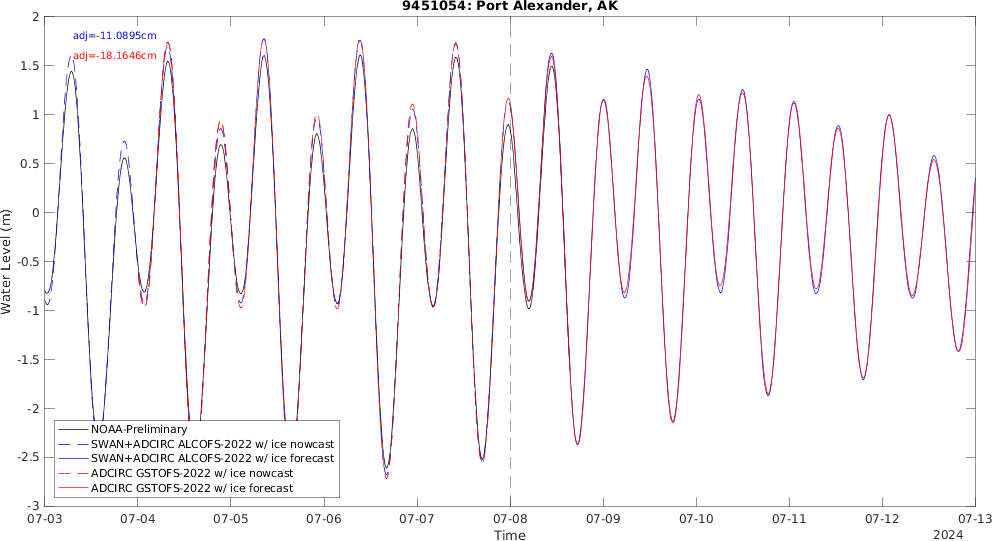 9451054: Port Alexander, AK
adj=-11.0895cm
adj=-18.1646cm
Water Level (m)
2
1.5
1
0.5
0
-0.5
-1
-1.5
-2
-2.5
-3
NOAA-Preliminary
SWAN+ADCIRC ALCOFS-2022 w/ ice nowcast
SWAN+ADCIRC ALCOFS-2022 w/ ice forecast
ADCIRC GSTOFS-2022 w/ ice nowcast
ADCIRC GSTOFS-2022 w/ ice forecast
07-03 07-04 07-05 07-06 07-07 07-08 07-09 07-10 07-11 07-12 07-13
Time
2024